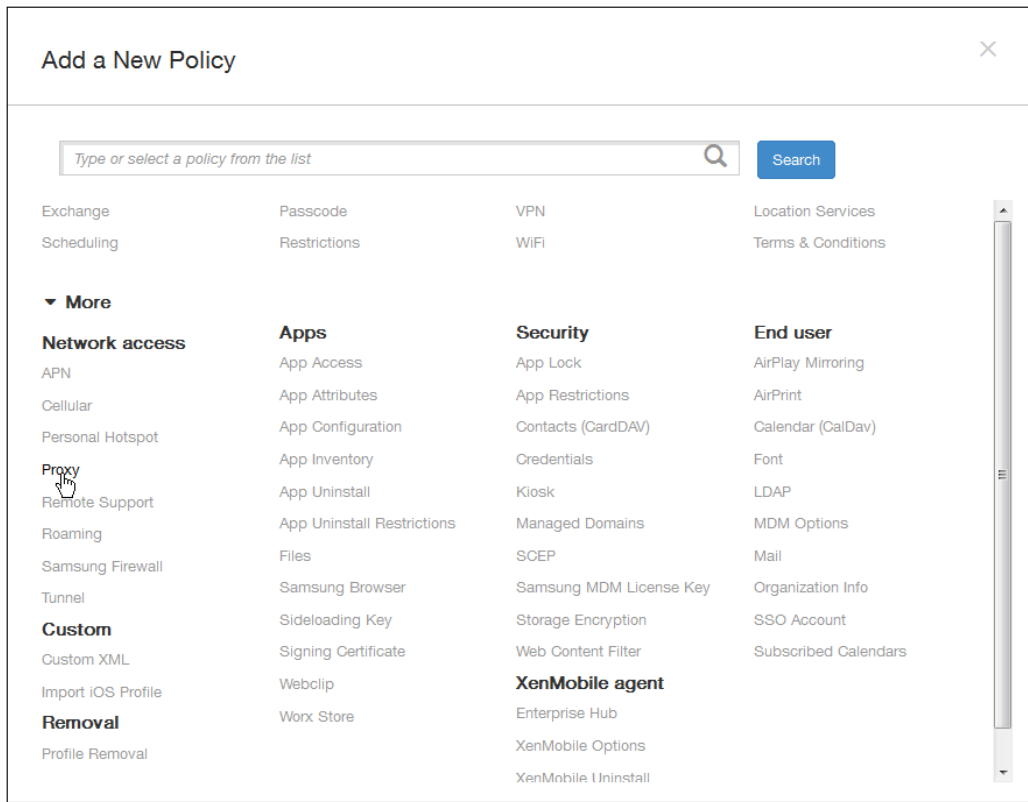 Add a New Policy
Type or select a policy from the list
Search
Exchange
Passcode
VPN
Location Services
Scheduling
Restrictions
WiFi
Terms & Conditions
More
Network access
APN
Cellular
Personal Hotspot
Proxy
Remote Support
Roaming
Samsung Firewall
Tunnel
Custom
Custom XML
Import iOS Profile
Removal
Profile Removal
Apps
App Access
App Attributes
App Configuration
App Inventory
App Uninstall
App Uninstall Restrictions
Files
Samsung Browser
Sideloading Key
Signing Certificate
Webclip
Worx Store
Security
App Lock
App Restrictions
Contacts (CardDAV)
Credentials
Kiosk
Managed Domains
SCEP
Samsung MDM License Key
Storage Encryption
Web Content Filter
XenMobile agent
Enterprise Hub
XenMobile Options
XenMobile Uninstall
End user
AirPlay Mirroring
AirPrint
Calendar (CalDav)
Font
LDAP
MDM Options
Mail
Organization Info
SSO Account
Subscribed Calendars